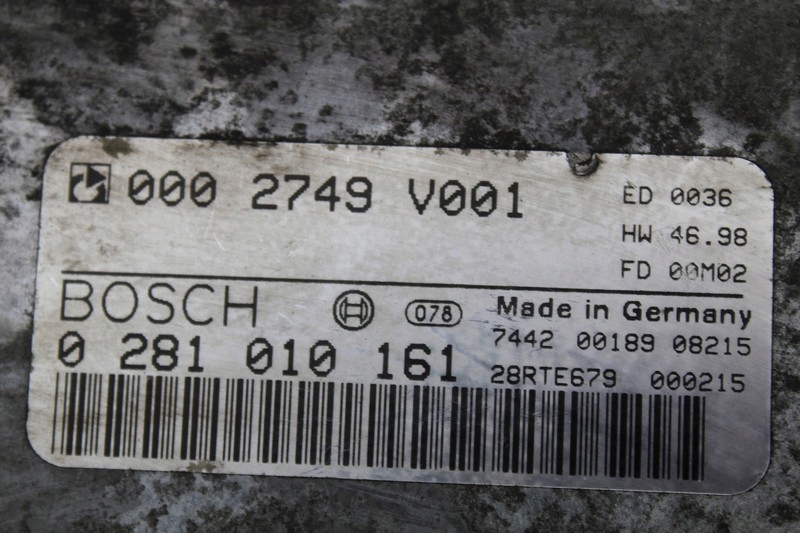 000 2749 V001
ED 0036
HW 46.98
FD 00M02
BOSCH 078 Made in Germany
7442 00189 08215
0 281 010 161
28RTE679 000215